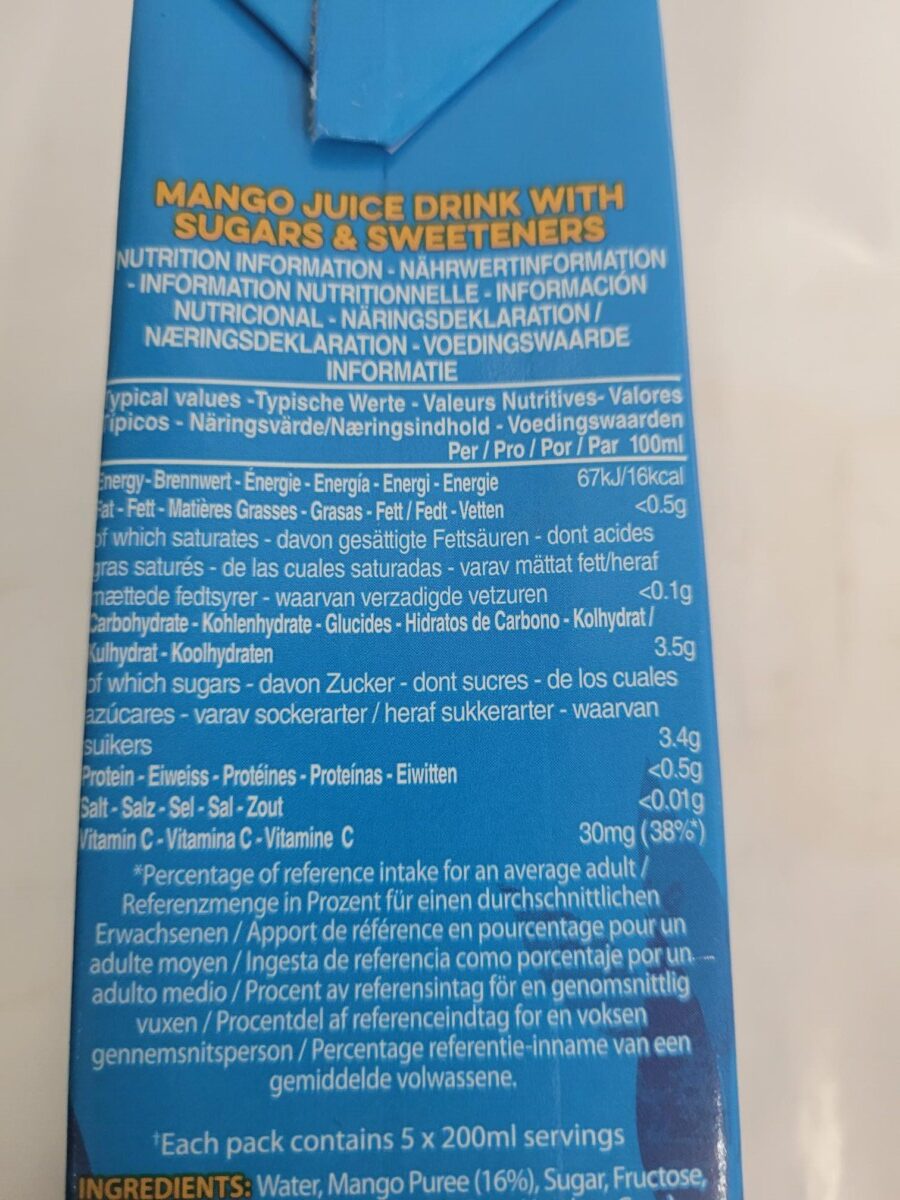 MANGO JUICE DRINK WITH
SUGARS & SWEETENERS
NUTRITION INFORMATION - NÄHRWERTINFORMATION
- INFORMATION NUTRITIONNELLE - INFORMACIÓN
NUTRICIONAL - NÄRINGSDEKLARATION /
NÆRINGSDEKLARATION - VOEDINGSWAARDE
INFORMATIE
Typical values -Typische Werte - Valeurs Nutritives- Valores
Típicos - Näringsvärde/Næringsindhold - Voedingswaarden
Per / Pro / Por / Par 100ml
Energy - Brennwert - Énergie - Energía - Energi - Energie 67kJ/16kcal
Fat - Fett - Matières Grasses - Grasas - Fett / Fedt - Vetten <0.5g
of which saturates - davon gesättigte Fettsäuren - dont acides
gras saturés - de las cuales saturadas - varav mättat fett/heraf
mættede fedtsyrer - waarvan verzadigde vetzuren <0.1g
Carbohydrate - Kohlenhydrate - Glucides - Hidratos de Carbono - Kolhydrat /
Kulhydrat - Koolhydraten 3.5g
of which sugars - davon Zucker - dont sucres - de los cuales
azúcares - varav sockerarter / heraf sukkerarter - waarvan
suikers 3.4g
Protein - Eiweiss - Protéines - Proteínas - Eiwitten <0.5g
Salt - Salz - Sel - Sal - Zout <0.01g
Vitamin C - Vitamina C - Vitamine C 30mg (38%*)
*Percentage of reference intake for an average adult /
Referenzmenge in Prozent für einen durchschnittlichen
Erwachsenen / Apport de référence en pourcentage pour un
adulte moyen / Ingesta de referencia como porcentaje por un
adulto medio / Procent av referensintag för en genomsnittlig
vuxen / Procentdel af referenceindtag for en voksen
gennemsnitsperson / Percentage referentie-inname van een
gemiddelde volwassene.
†Each pack contains 5 x 200ml servings
INGREDIENTS: Water, Mango Puree (16%), Sugar, Fructose,